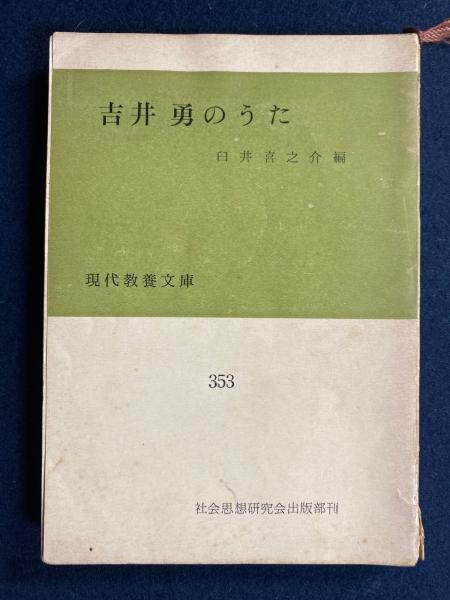 吉井 勇のうた
臼井喜之介編
現代教養文庫
353
社会思想研究会出版部刊